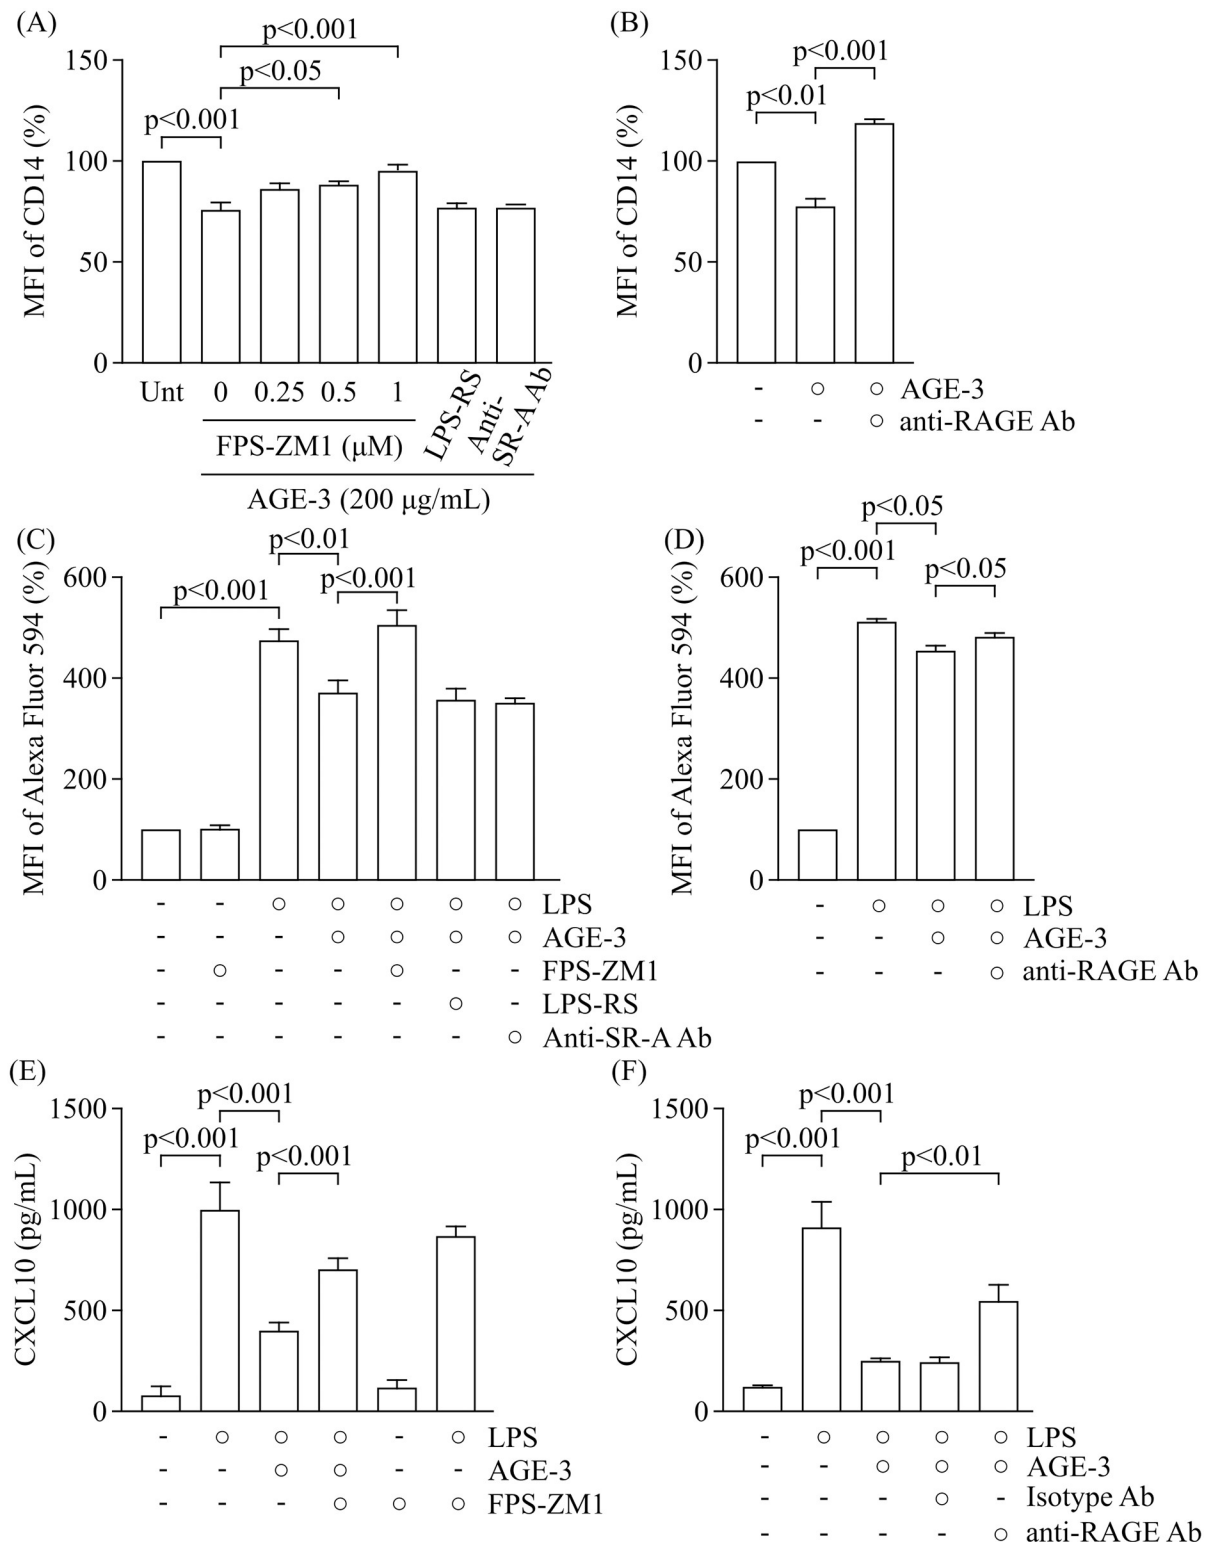 (A)
p<0.001
p<0.05
p<0.001
150
100
50
0
MFI of CD14 (%)
Unt
0
0.25
0.5
1
LPS-RS
Anti-
SR-A Ab
FPS-ZM1 (μM)
AGE-3 (200 μg/mL)
(B)
p<0.001
p<0.01
150
100
50
0
MFI of CD14 (%)
- ○ ○ AGE-3
- - ○ anti-RAGE Ab
(C)
p<0.01
p<0.001
p<0.001
600
400
200
0
MFI of Alexa Fluor 594 (%)
- - ○ ○ ○ ○ ○ LPS
- - - ○ ○ ○ ○ AGE-3
- ○ - - ○ - - FPS-ZM1
- - - - - ○ - LPS-RS
- - - - - - ○ Anti-SR-A Ab
(D)
p<0.05
p<0.001
p<0.05
600
400
200
0
MFI of Alexa Fluor 594 (%)
- ○ ○ ○ LPS
- - ○ ○ AGE-3
- - - ○ anti-RAGE Ab
(E)
p<0.001
p<0.001
p<0.001
1500
1000
500
0
CXCL10 (pg/mL)
- ○ ○ ○ - ○ LPS
- - ○ ○ - - AGE-3
- - - ○ ○ ○ FPS-ZM1
(F)
p<0.001
p<0.001
p<0.01
1500
1000
500
0
CXCL10 (pg/mL)
- ○ ○ ○ ○ LPS
- - ○ ○ ○ AGE-3
- - - ○ - Isotype Ab
- - - - ○ anti-RAGE Ab